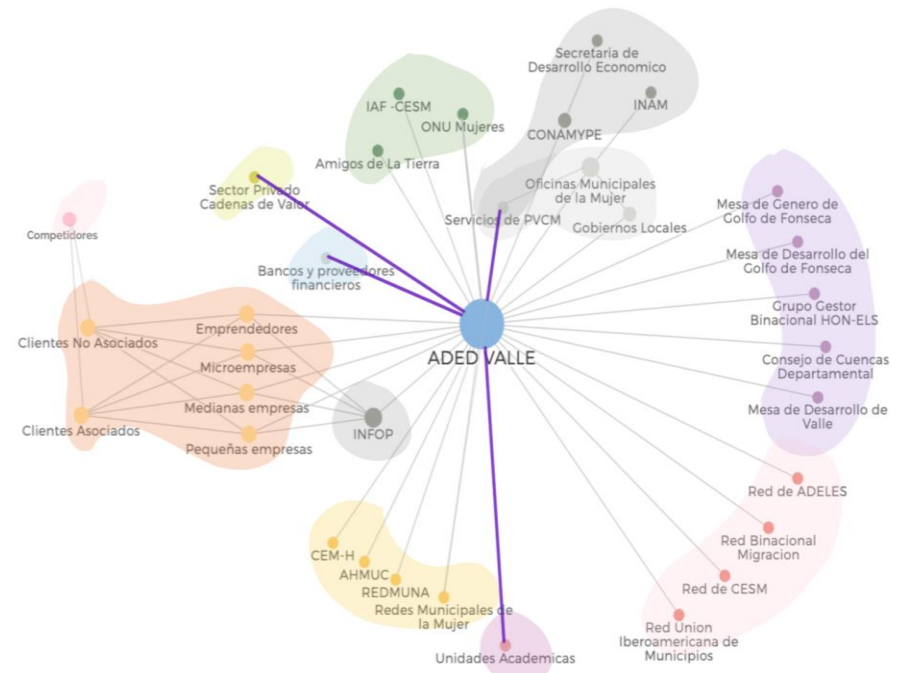 Secretaria de
Desarrollo Economico
INAM
IAF -CESM
ONU Mujeres
CONAMYPE
Amigos de La Tierra
Sector Privado
Cadenas de Valor
Oficinas Municipales
de la Mujer
Servicios de PVCM
Gobiernos Locales
Mesa de Genero de
Golfo de Fonseca
Competidores
Mesa de Desarrollo del
Golfo de Fonseca
Bancos y proveedores
financieros
Grupo Gestor
Binacional HON-ELS
Clientes No Asociados
Emprendedores
ADED VALLE
Consejo de Cuencas
Departamental
Microempresas
Medianas empresas
Mesa de Desarrollo de
Valle
Clientes Asociados
INFOP
Pequeñas empresas
Red de ADELES
Red Binacional
Migracion
CEM-H
AHMUC
REDMUNA
Red de CESM
Redes Municipales de
la Mujer
Red Union
Iberoamericana de
Municipios
Unidades Academicas